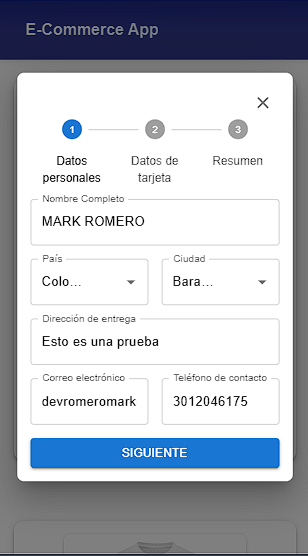 E-Commerce App
1 2 3
Datos personales
Datos de tarjeta
Resumen
Nombre Completo
MARK ROMERO
País
Colo...
Ciudad
Bara...
Dirección de entrega
Esto es una prueba
Correo electrónico
devromeromark
Teléfono de contacto
3012046175
SIGUIENTE